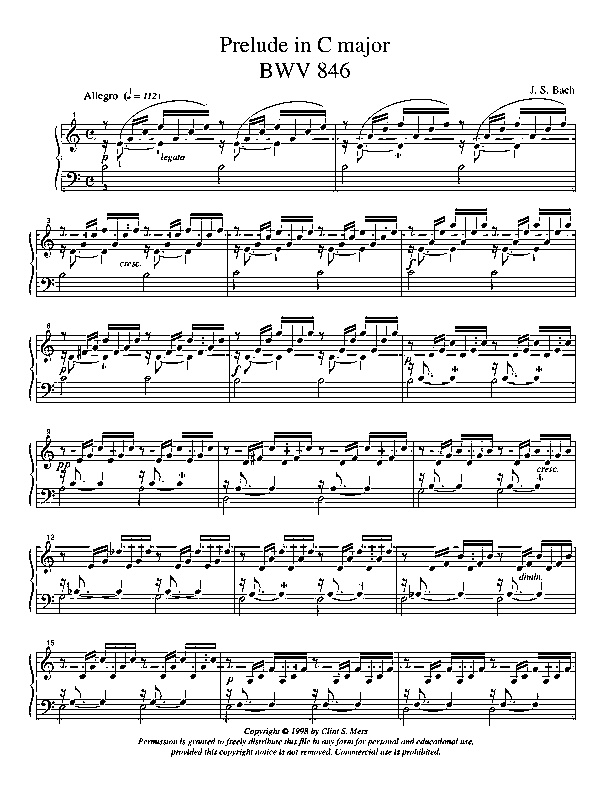 Prelude in C major
BWV 846
Allegro (♩ = 112)
J. S. Bach
1
p legato
3
cresc. f
6
p f p
9
pp cresc.
12
dimin.
15
p
Copyright © 1998 by Clint S. Mers
Permission is granted to freely distribute this file in any form for personal and educational use,
provided this copyright notice is not removed. Commercial use is prohibited.